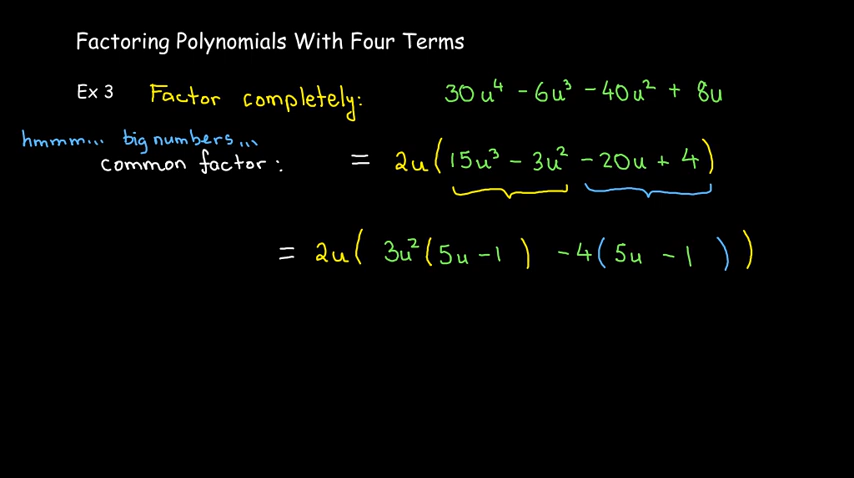 Factoring Polynomials With Four Terms
Ex 3 Factor completely: 30u⁴ - 6u³ - 40u² + 8u
hmmm... big numbers...
common factor: = 2u(15u³ - 3u² - 20u + 4)
= 2u( 3u²(5u - 1) - 4(5u - 1))